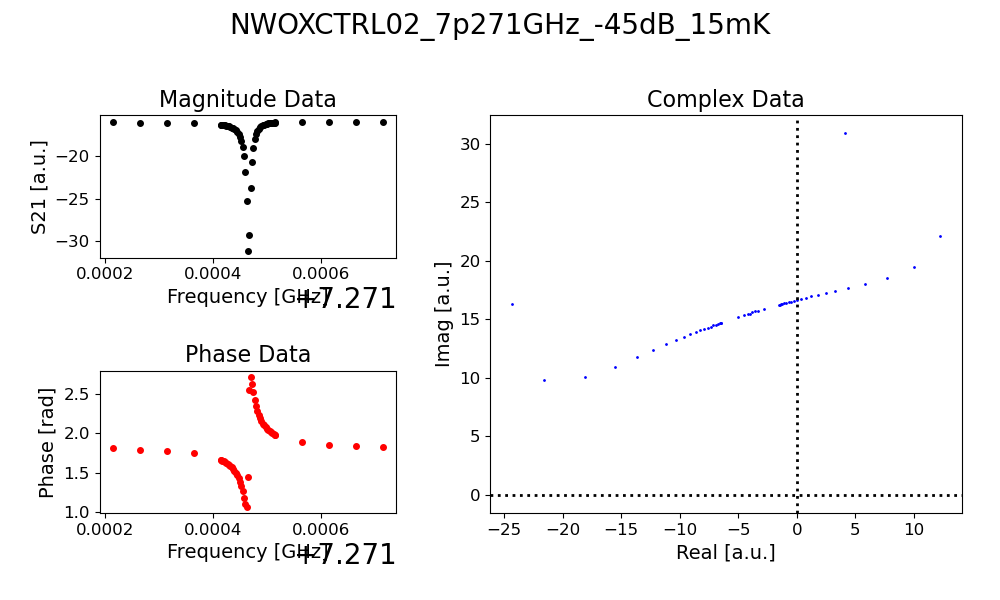 NWOXCTRL02_7p271GHz_-45dB_15mK
Magnitude Data
S21 [a.u.]
−20
−25
−30
0.0002 0.0004 0.0006
Frequency [GHz]
+7.271
Phase Data
Phase [rad]
2.5
2.0
1.5
1.0
0.0002 0.0004 0.0006
Frequency [GHz]
+7.271
Complex Data
Imag [a.u.]
30
25
20
15
10
5
0
−25 −20 −15 −10 −5 0 5 10
Real [a.u.]